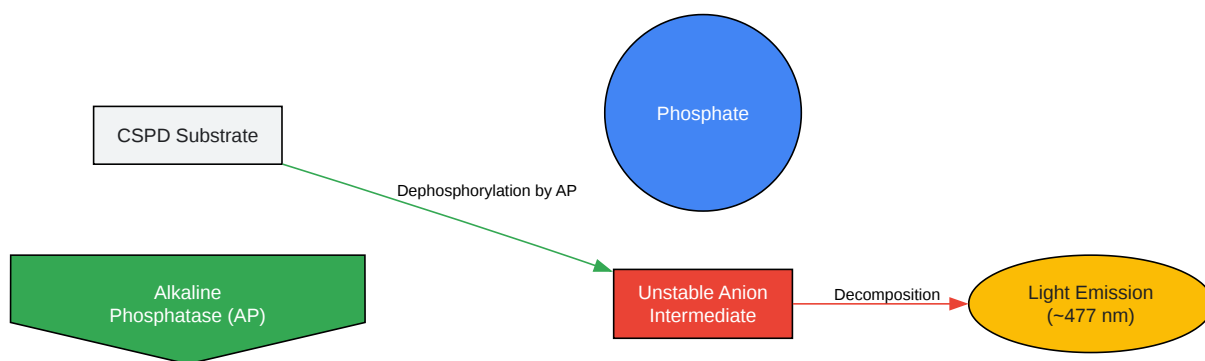 Phosphate
CSPD Substrate
Dephosphorylation by AP
Alkaline
Phosphatase (AP)
Unstable Anion
Intermediate
Decomposition
Light Emission
(~477 nm)